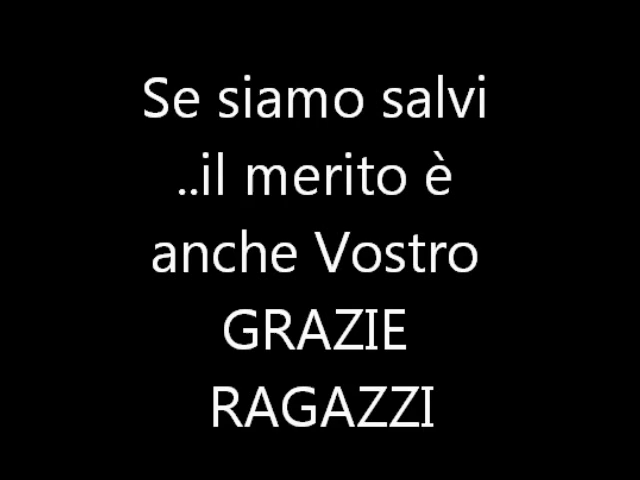 Se siamo salvi
..il merito è
anche Vostro
GRAZIE
RAGAZZI